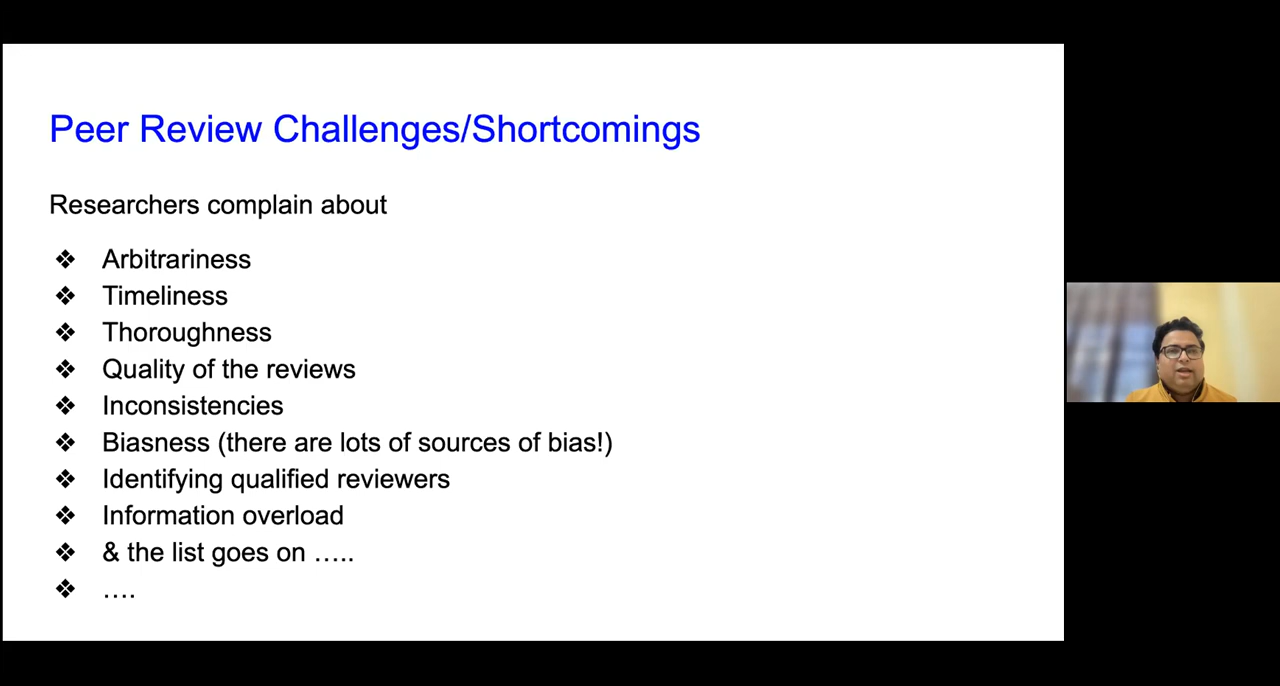 Peer Review Challenges/Shortcomings
Researchers complain about
❖ Arbitrariness
❖ Timeliness
❖ Thoroughness
❖ Quality of the reviews
❖ Inconsistencies
❖ Biasness (there are lots of sources of bias!)
❖ Identifying qualified reviewers
❖ Information overload
❖ & the list goes on …..
❖ ….